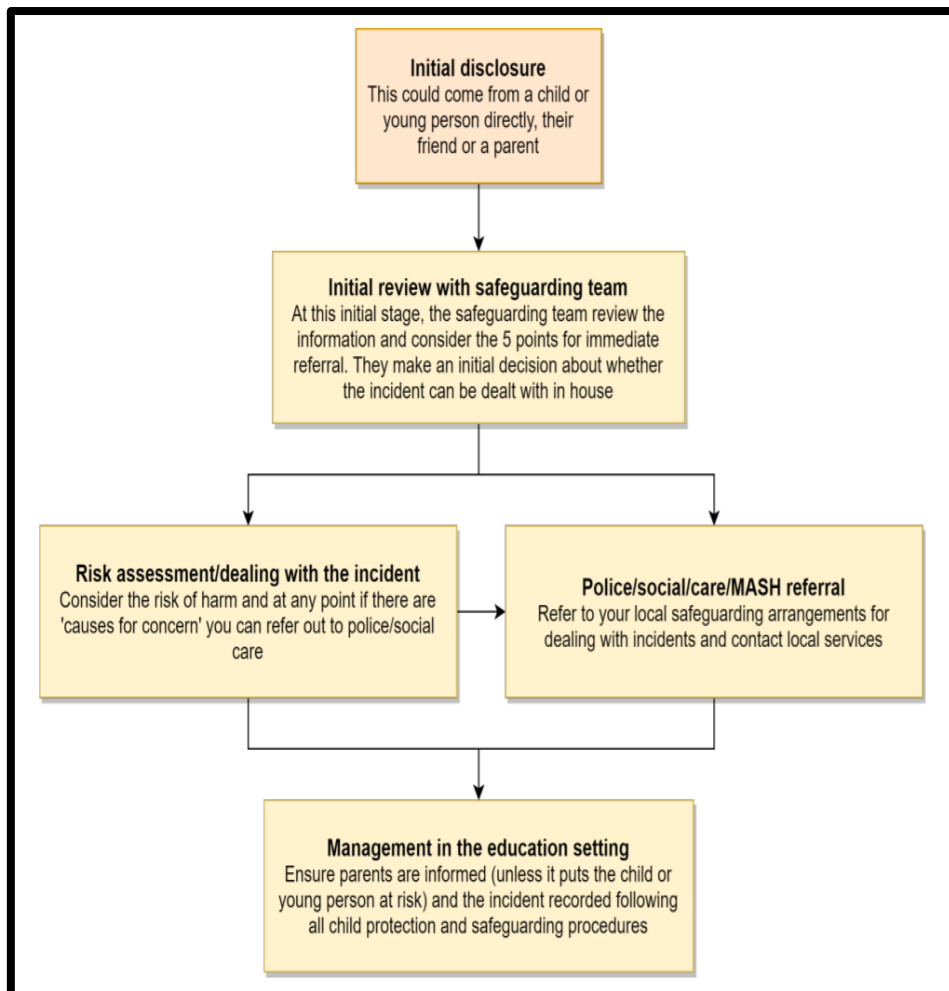 Initial disclosure
This could come from a child or
young person directly, their
friend or a parent
Initial review with safeguarding team
At this initial stage, the safeguarding team review the
information and consider the 5 points for immediate
referral. They make an initial decision about whether
the incident can be dealt with in house
Risk assessment/dealing with the incident
Consider the risk of harm and at any point if there are
'causes for concern' you can refer out to police/social
care
Police/social/care/MASH referral
Refer to your local safeguarding arrangements for
dealing with incidents and contact local services
Management in the education setting
Ensure parents are informed (unless it puts the child or
young person at risk) and the incident recorded following
all child protection and safeguarding procedures